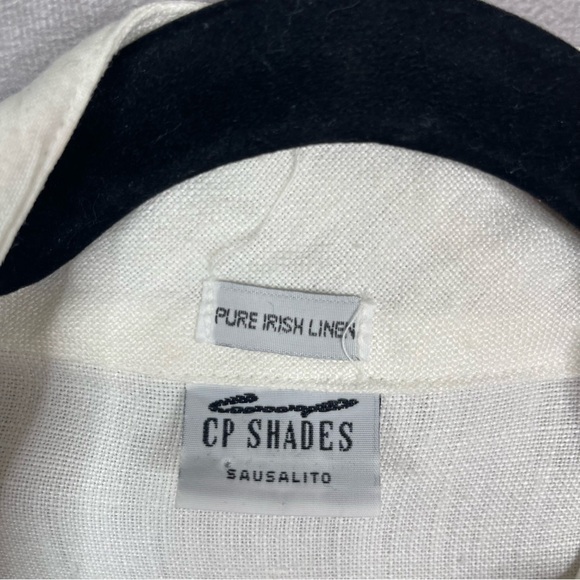 PURE IRISH LINEN
CP SHADES
SAUSALITO